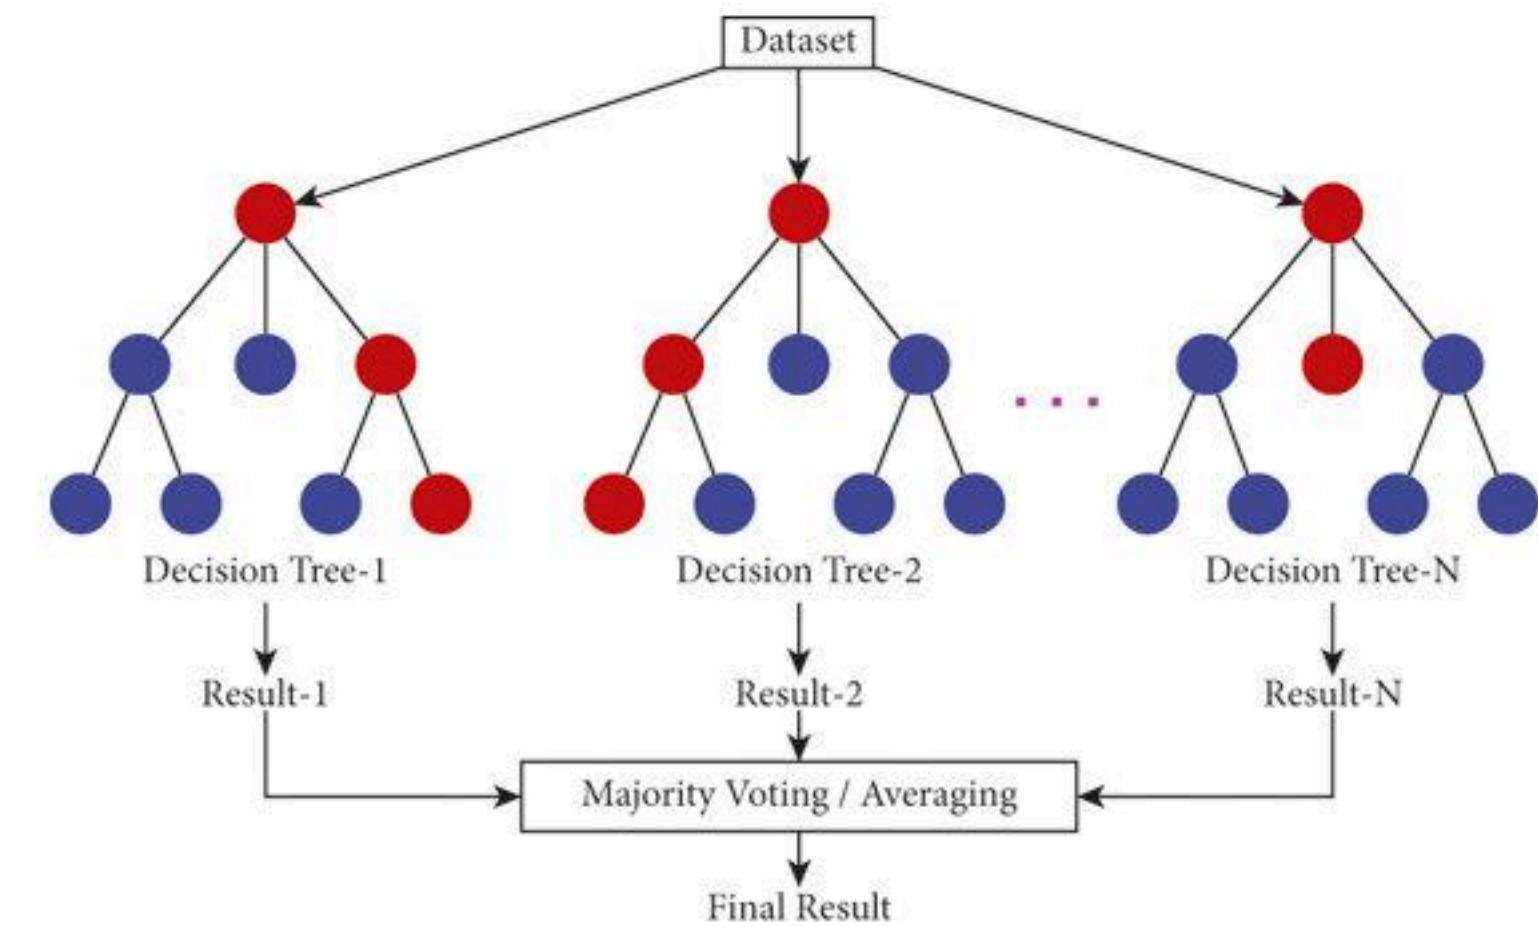 Dataset
Decision Tree-1
Decision Tree-2
Decision Tree-N
Result-1
Result-2
Result-N
Majority Voting / Averaging
Final Result